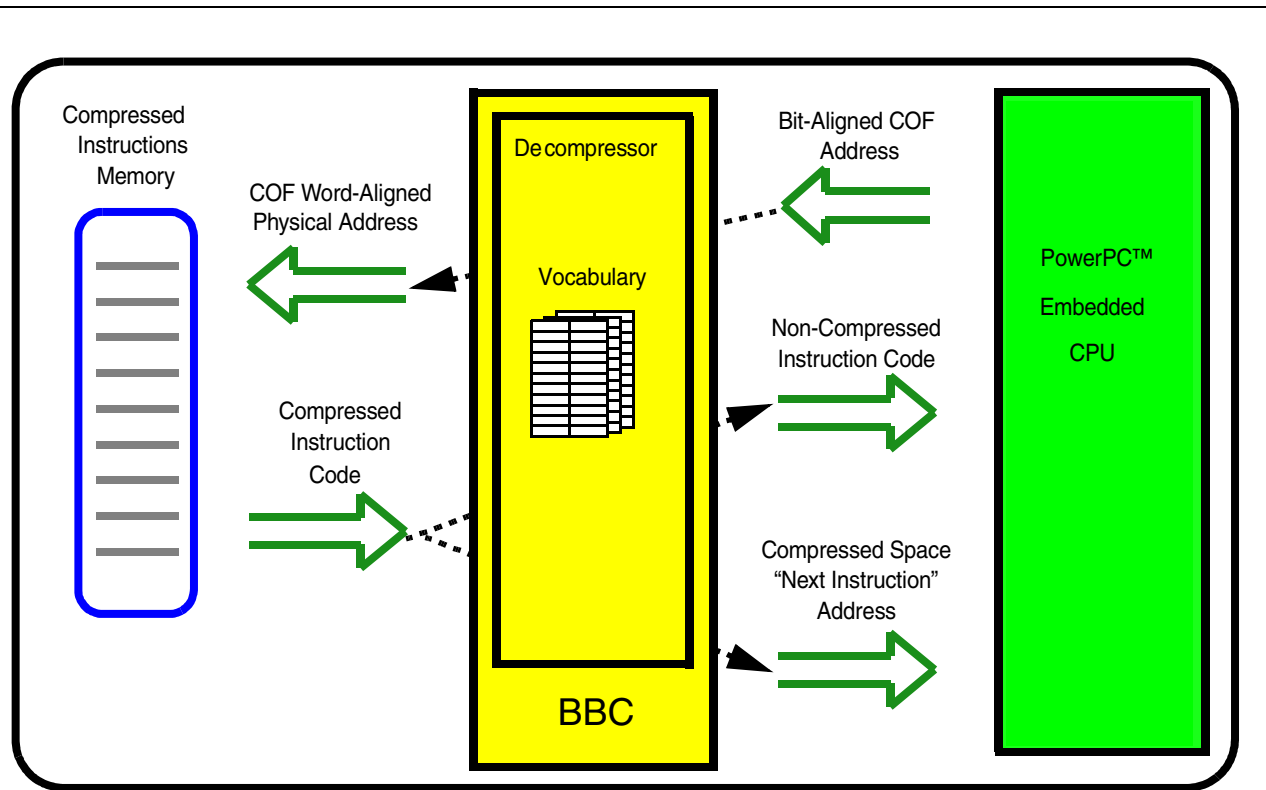 Compressed
Instructions
Memory
COF Word-Aligned
Physical Address
Compressed
Instruction
Code
Decompressor
Vocabulary
BBC
Bit-Aligned COF
Address
Non-Compressed
Instruction Code
Compressed Space
“Next Instruction”
Address
PowerPC™
Embedded
CPU